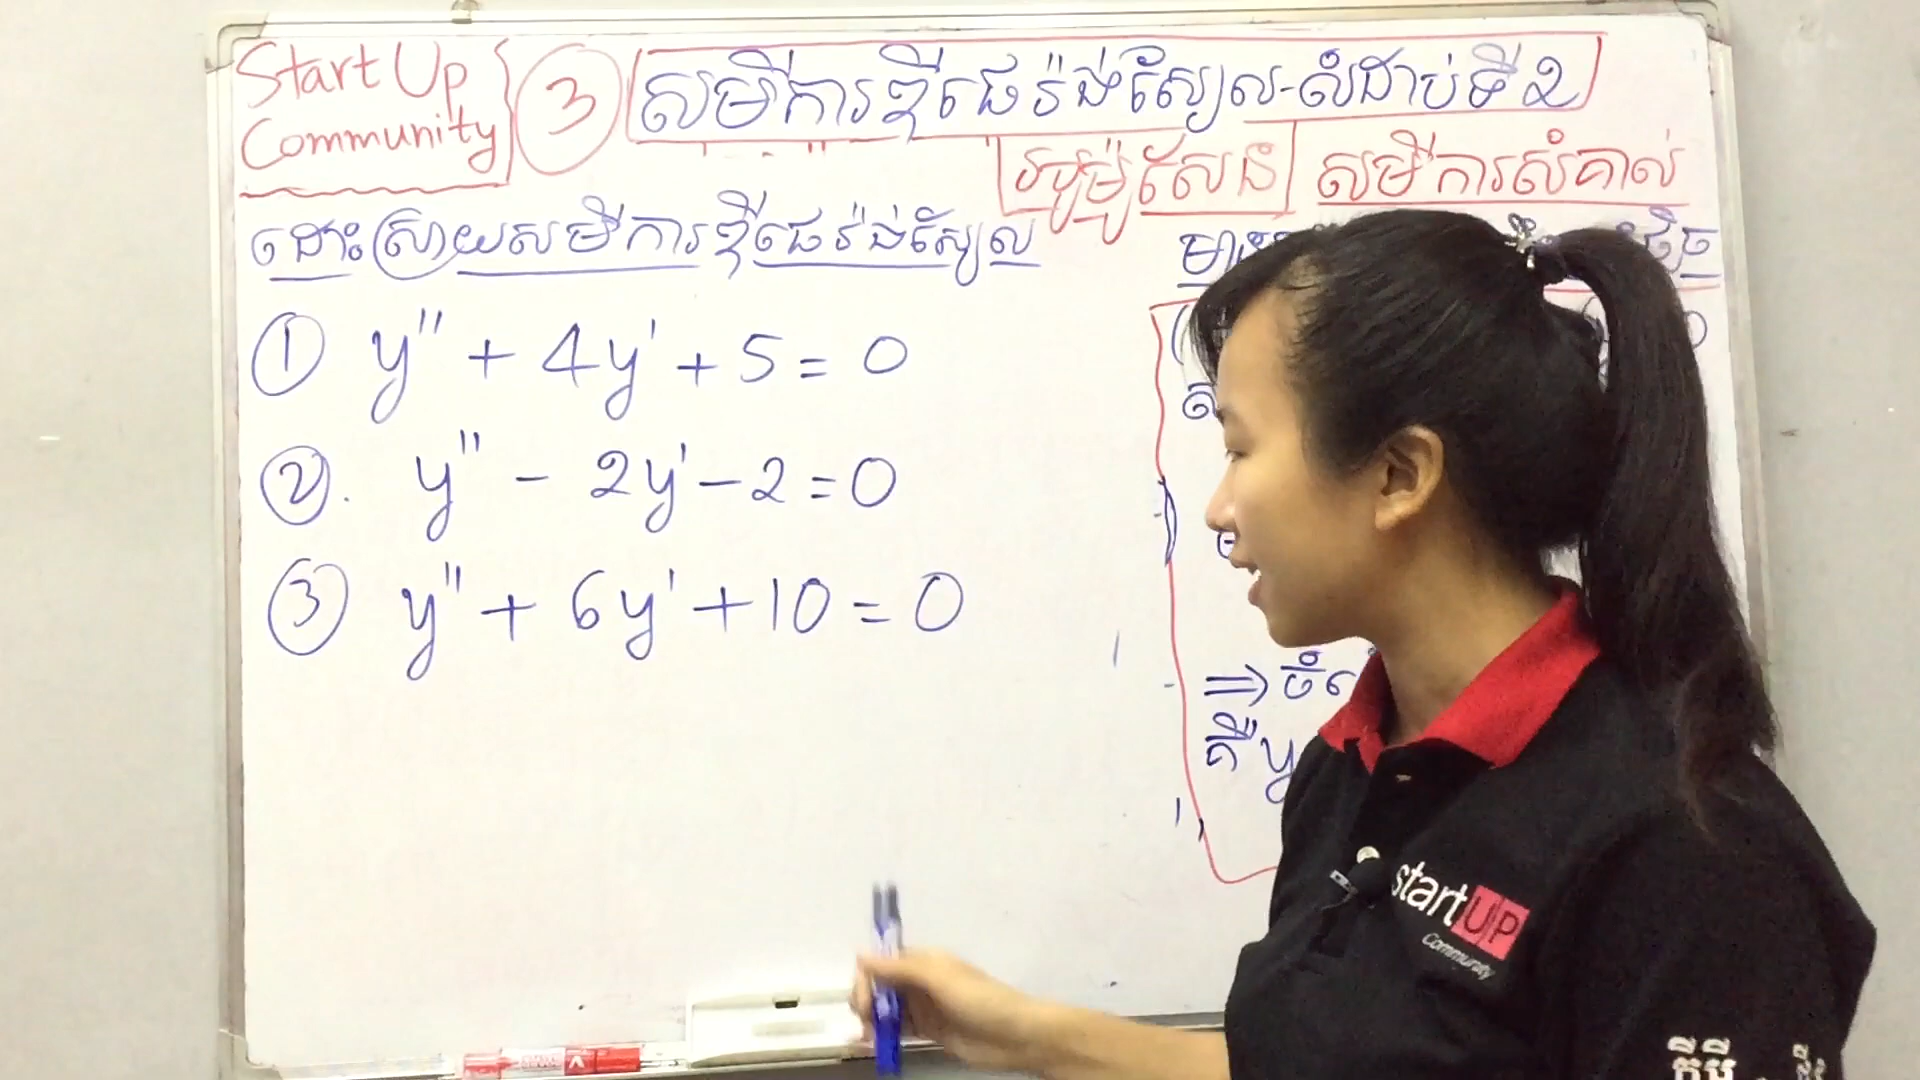 Start Up
Community
3 សមីការឌីផេរ៉ង់ស្យែល-លំដាប់ទី២
អូម៉ូសែន សមីការសំគាល់
ដោះស្រាយសមីការឌីផេរ៉ង់ស្យែល
① y'' + 4y' + 5 = 0
②. y'' - 2y' - 2 = 0
③ y'' + 6y' + 10 = 0
⇒
គឺ y
startUP
Community